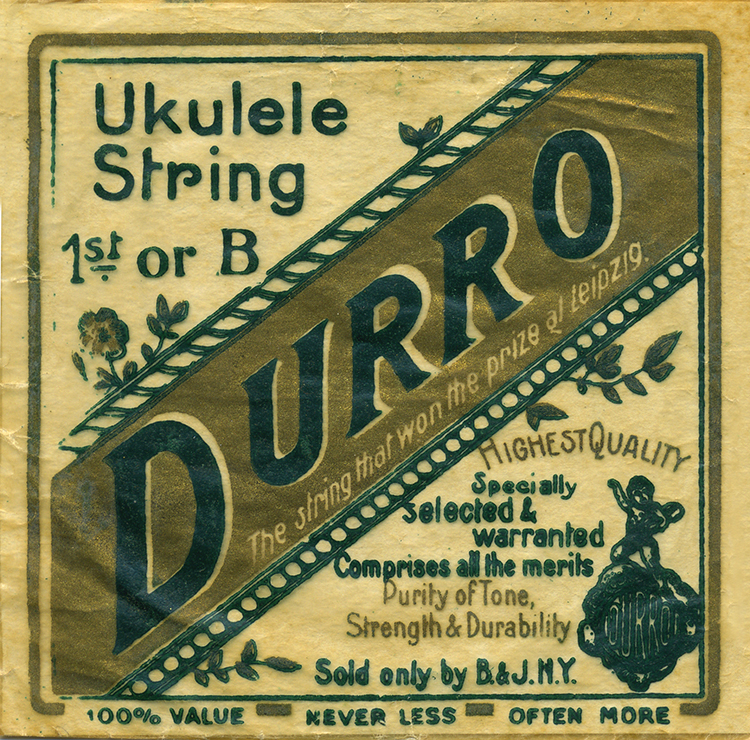 Ukulele
String
1st or B
DURRO
The string that won the prize at Leipzig.
HIGHEST QUALITY
Specially
selected &
warranted
Comprises all the merits
Purity of Tone,
Strength & Durability
DURRO
Sold only by B.& J. N.Y.
100% VALUE — NEVER LESS — OFTEN MORE